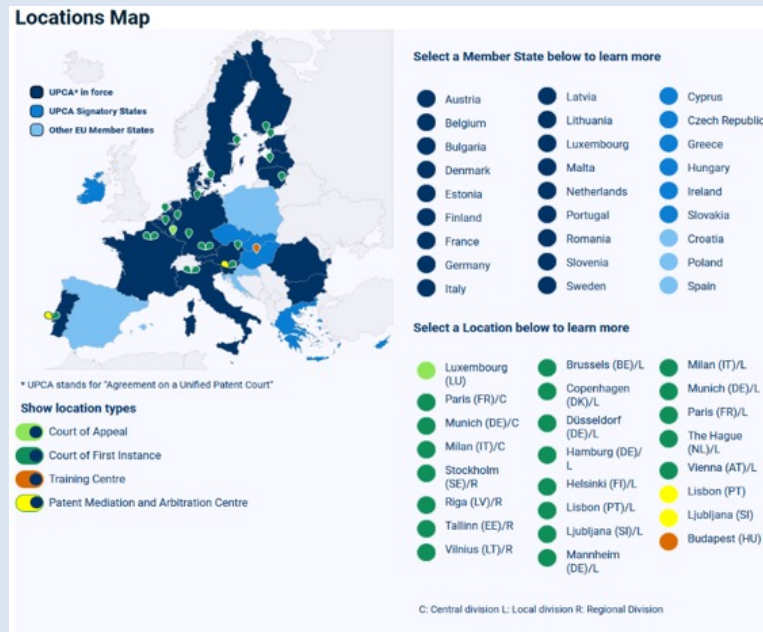 Locations Map
UPCA* in force
UPCA Signatory States
Other EU Member States
* UPCA stands for "Agreement on a Unified Patent Court"
Show location types
Court of Appeal
Court of First Instance
Training Centre
Patent Mediation and Arbitration Centre
Select a Member State below to learn more
Austria
Belgium
Bulgaria
Denmark
Estonia
Finland
France
Germany
Italy
Latvia
Lithuania
Luxembourg
Malta
Netherlands
Portugal
Romania
Slovenia
Sweden
Cyprus
Czech Republic
Greece
Hungary
Ireland
Slovakia
Croatia
Poland
Spain
Select a Location below to learn more
Luxembourg
(LU)
Paris (FR)/C
Munich (DE)/C
Milan (IT)/C
Stockholm
(SE)/R
Riga (LV)/R
Tallinn (EE)/R
Vilnius (LT)/R
Brussels (BE)/L
Copenhagen
(DK)/L
Düsseldorf
(DE)/L
Hamburg (DE)/
L
Helsinki (FI)/L
Lisbon (PT)/L
Ljubljana (SI)/L
Mannheim
(DE)/L
Milan (IT)/L
Munich (DE)/L
Paris (FR)/L
The Hague
(NL)/L
Vienna (AT)/L
Lisbon (PT)
Ljubljana (SI)
Budapest (HU)
C: Central division L: Local division R: Regional Division